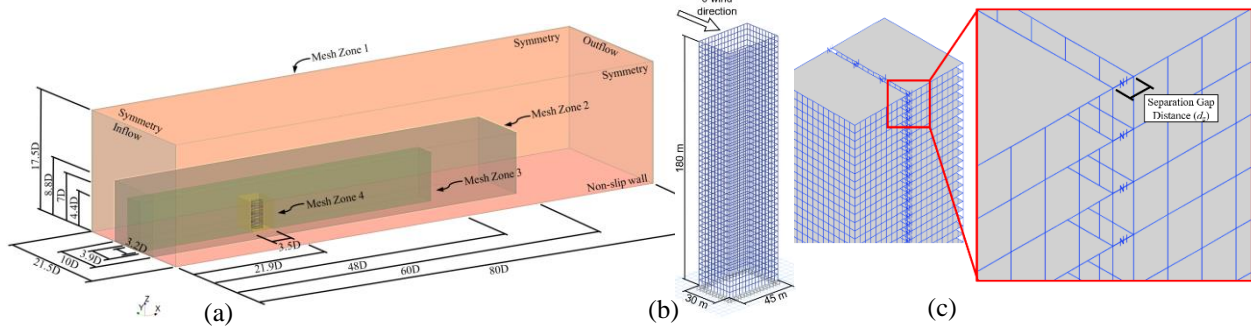 Mesh Zone 1
Symmetry
Outflow
Symmetry
Mesh Zone 2
Symmetry
Inflow
Mesh Zone 3
Non-slip wall
Mesh Zone 4
17.5D
8.8D
7D
4.4D
3.2D
3.9D
10D
21.5D
3.5D
21.9D
48D
60D
80D
Z
Y
X
(a)
direction
180 m
30 m
45 m
(b)
Separation Gap
Distance (dₛ)
(c)